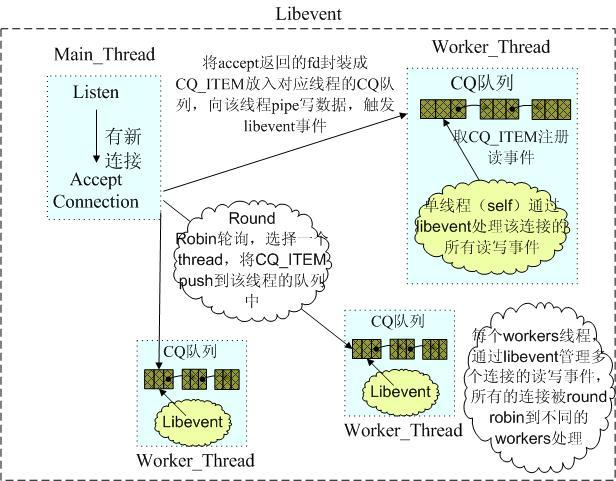 Libevent
Main_Thread
Listen
有新
连接
Accept
Connection
将accept返回的fd封装成
CQ_ITEM放入对应线程的CQ队
列，向该线程pipe写数据，触发
libevent事件
Worker_Thread
CQ队列
取CQ_ITEM注册
读事件
单线程（self）通过
libevent处理该连接的
所有读写事件
Round
Robin轮询，选择一个
thread，将CQ_ITEM
push到该线程的队列
中
CQ队列
Libevent
Worker_Thread
CQ队列
Libevent
Worker_Thread
每个workers线程，
通过libevent管理多
个连接的读写事件，
所有的连接被round
robin到不同的
workers处理